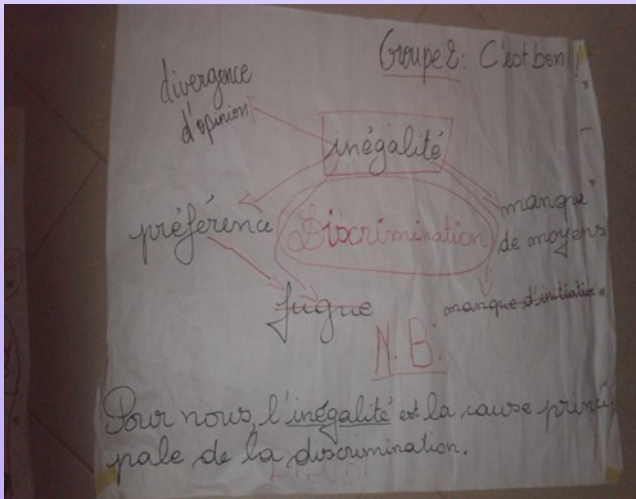 Groupe 2: C'est bon!
divergence
d'opinion
inégalité
préférence
Discrimination
manque
de moyens
fugue
manque d'initiative
N.B:
Pour nous, l'inégalité est la cause princi
pale de la discrimination.